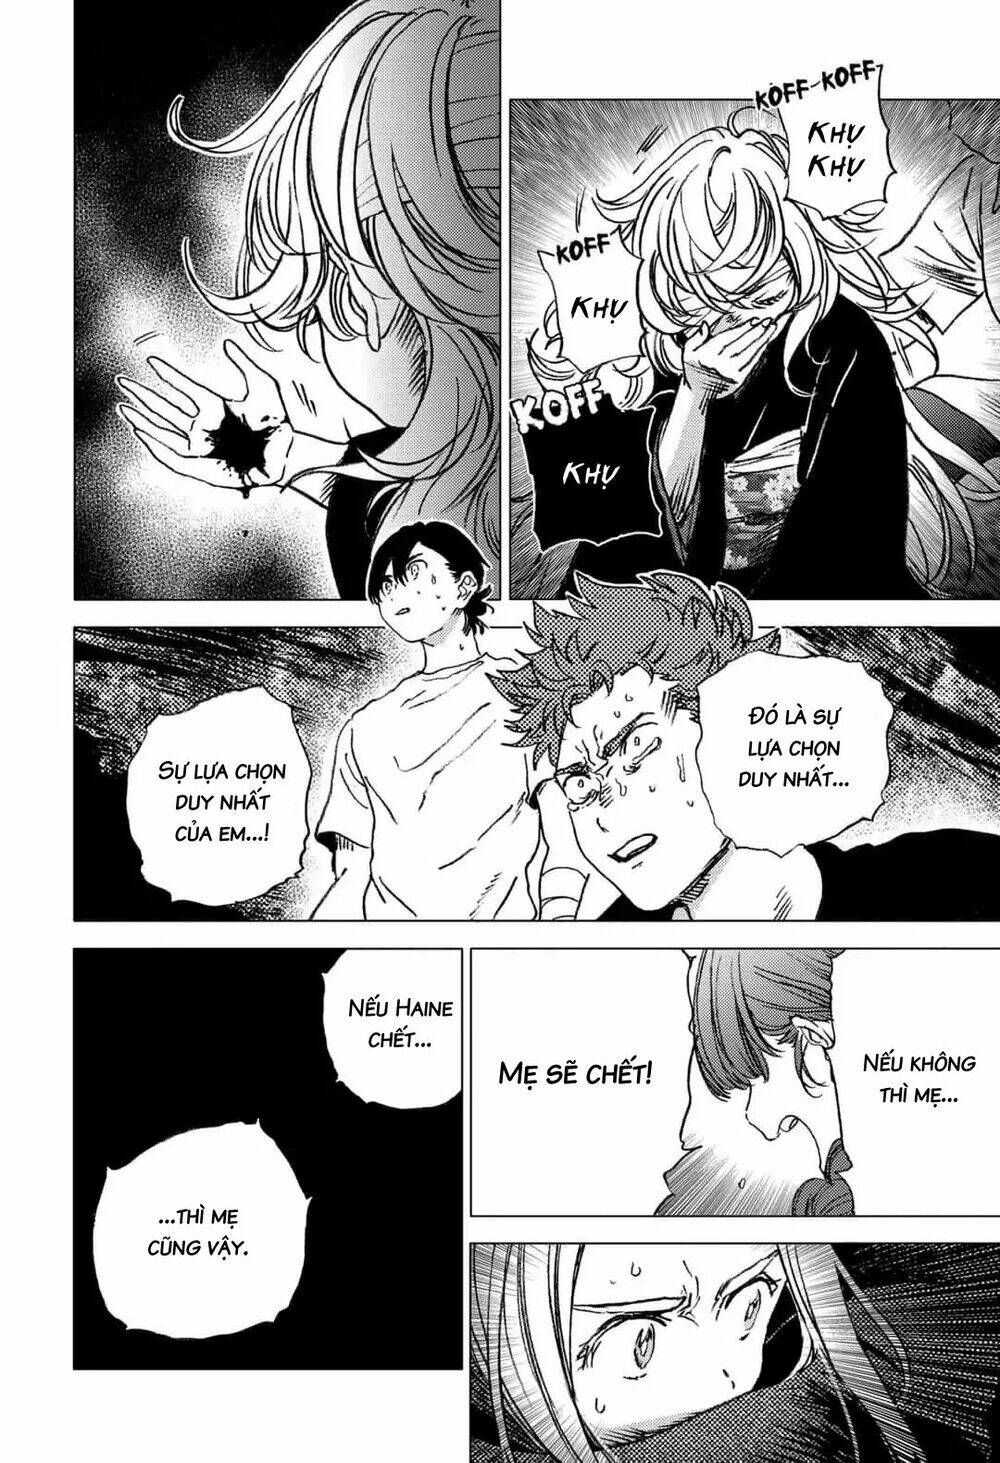 KOFF-KOFF
KHỤ
KHỤ
KOFF
KHỤ
KOFF
KHỤ
ĐÓ LÀ SỰ
LỰA CHỌN
DUY NHẤT...
SỰ LỰA CHỌN
DUY NHẤT
CỦA EM...!
NẾU KHÔNG
THÌ MẸ...
MẸ SẼ CHẾT!
NẾU HAINE
CHẾT...
...THÌ MẸ
CŨNG VẬY.